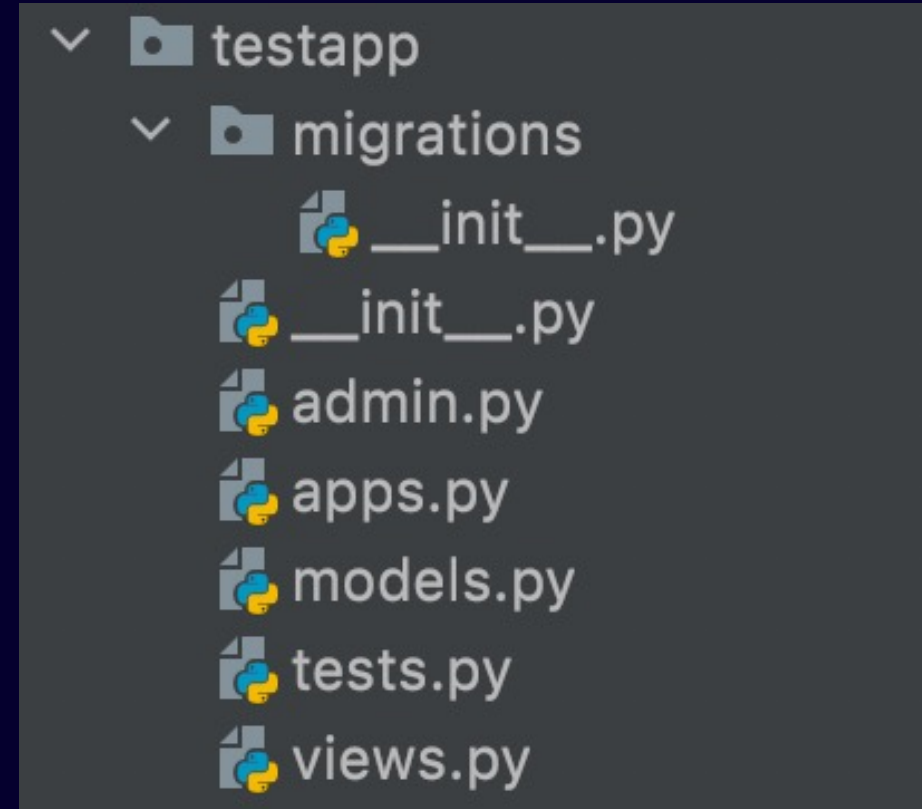 testapp
migrations
__init__.py
__init__.py
admin.py
apps.py
models.py
tests.py
views.py